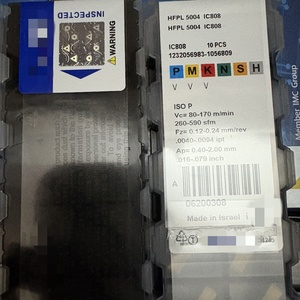 INSPECTED
WARNING
HFPL 5004 IC808
HFPL 5004 IC808
IC808 10 PCS
1232056983-1056809
P M K N S H
V V V
ISO P
Vc= 80-170 m/min
260-590 sfm
Fz= 0.12-0.24 mm/rev
.0040-.0094 ipt
Ap= 0.40-2.00 mm
.016-.079 inch
A
06200308
Made in Israel
Member IMC Group